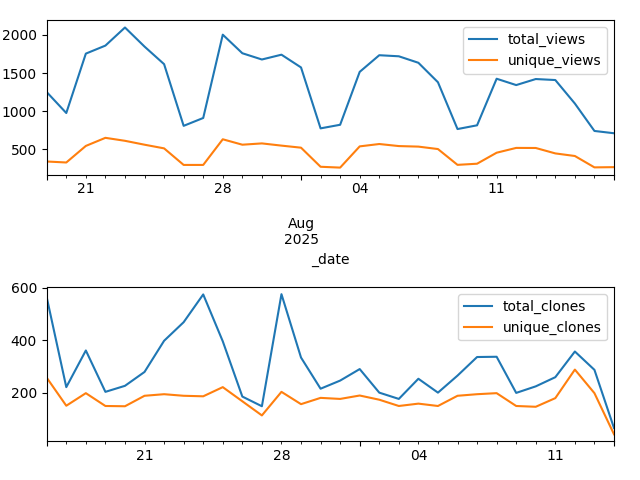 2000
1500
1000
500
total_views
unique_views
21
28
04
11
Aug
2025
_date
600
400
200
total_clones
unique_clones
21
28
04
11